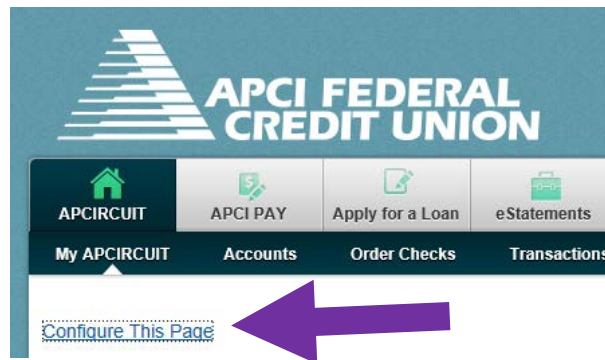 APCI FEDERAL
CREDIT UNION
APCIRCUIT APCI PAY Apply for a Loan eStatements
My APCIRCUIT Accounts Order Checks Transactions
Configure This Page